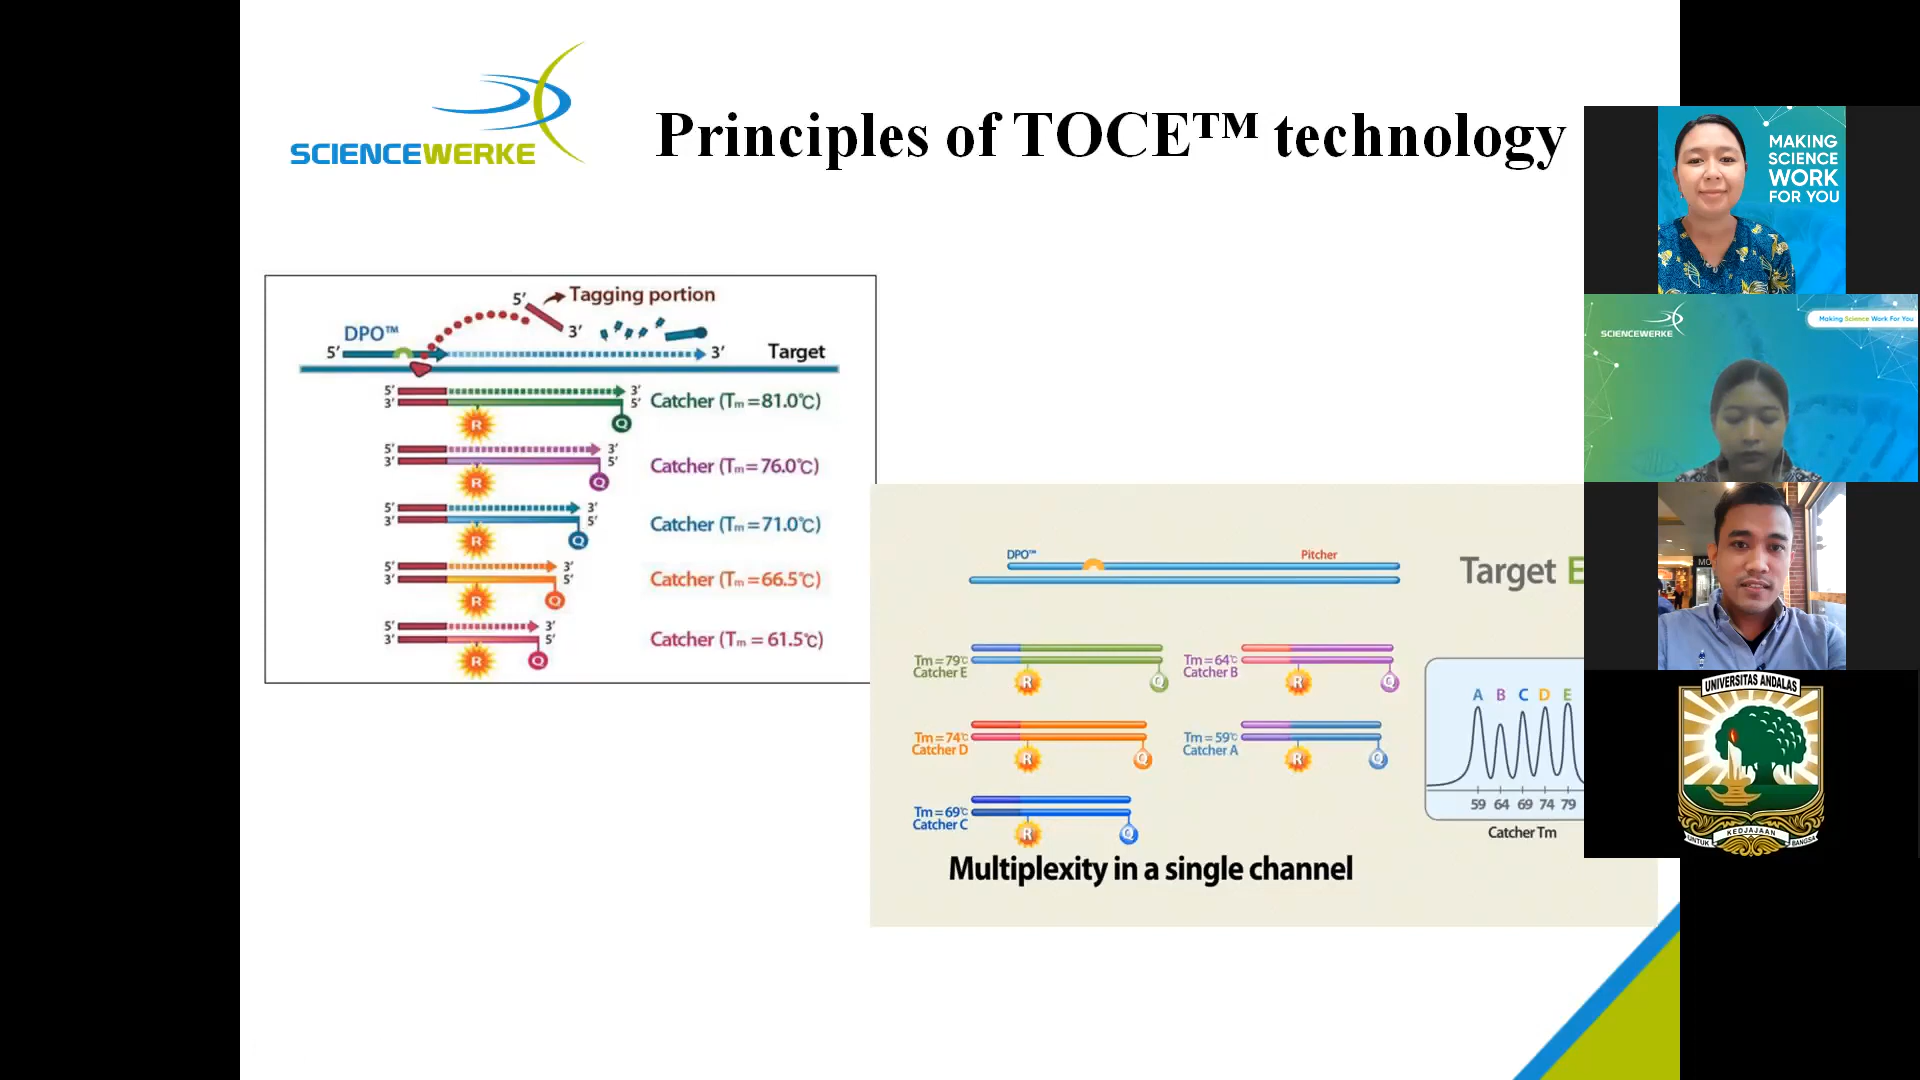 SCIENCEWERKE
Principles of TOCE™ technology
5’ Tagging portion
3’
DPO™
5’ 3’ Target
5’ 3’
3’ 5’ Catcher (Tm=81.0℃)
R Q
5’ 3’
3’ 5’ Catcher (Tm=76.0℃)
R Q
5’ 3’
3’ 5’ Catcher (Tm=71.0℃)
R Q
5’ 3’
3’ 5’ Catcher (Tm=66.5℃)
R Q
5’ 3’
3’ 5’ Catcher (Tm = 61.5℃)
R Q
DPO™ Pitcher
Target E
Tm=79℃
Catcher E
R Q
Tm=64℃
Catcher B
R Q
Tm=74℃
Catcher D
R Q
Tm=59℃
Catcher A
R Q
Tm=69℃
Catcher C
R Q
A B C D E
59 64 69 74 79
Catcher Tm
Multiplexity in a single channel
MAKING
SCIENCE
WORK
FOR YOU
SCIENCEWERKE
Making Science Work For You
MO
UNIVERSITAS ANDALAS
UNTUK KEDJAJAAN BANGSA